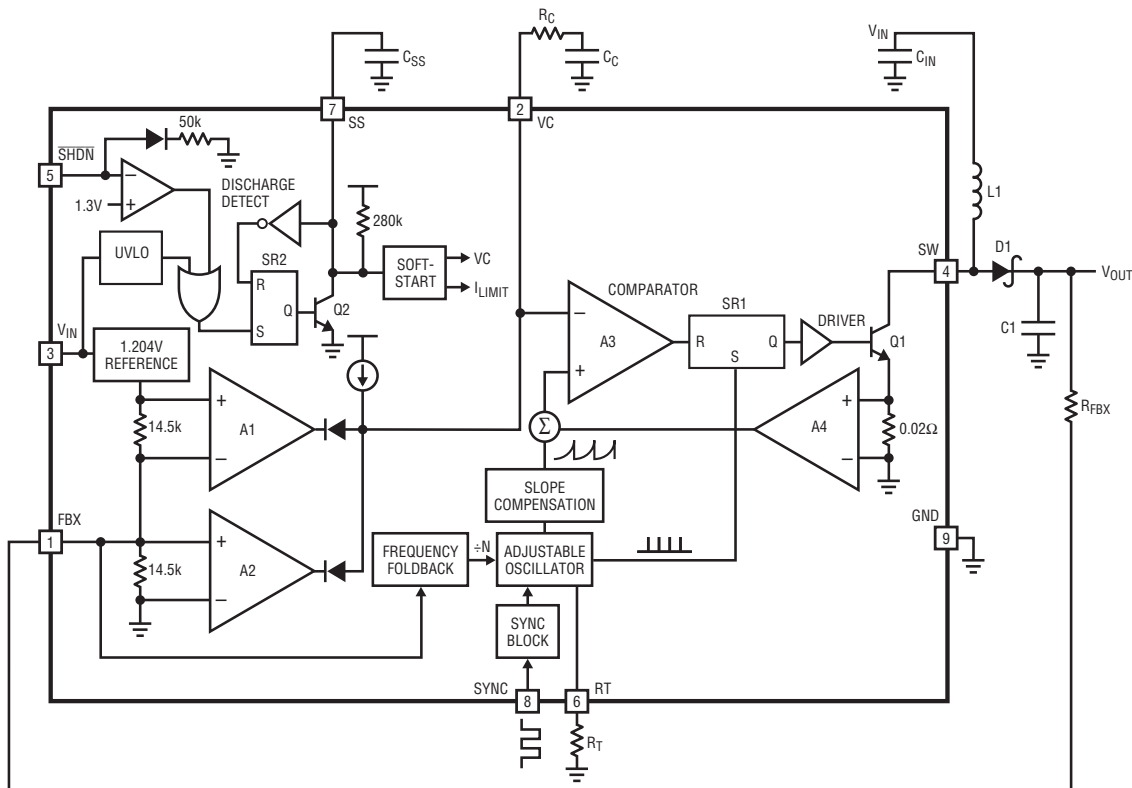 RC
CC
CSS
VIN
CIN
7
SS
2
VC
50k
SHDN
5
1.3V
−
+
DISCHARGE
DETECT
280k
UVLO
SR2
R
S
Q
Q2
SOFT-
START
VC
ILIMIT
L1
SW
4
D1
VOUT
C1
COMPARATOR
−
A3
+
SR1
R
S
Q
DRIVER
Q1
VIN
3
1.204V
REFERENCE
14.5k
+
A1
−
Σ
+
A4
−
0.02Ω
RFBX
SLOPE
COMPENSATION
FBX
1
14.5k
+
A2
−
FREQUENCY
FOLDBACK
÷N
ADJUSTABLE
OSCILLATOR
GND
9
SYNC
BLOCK
SYNC
8
6
RT
RT